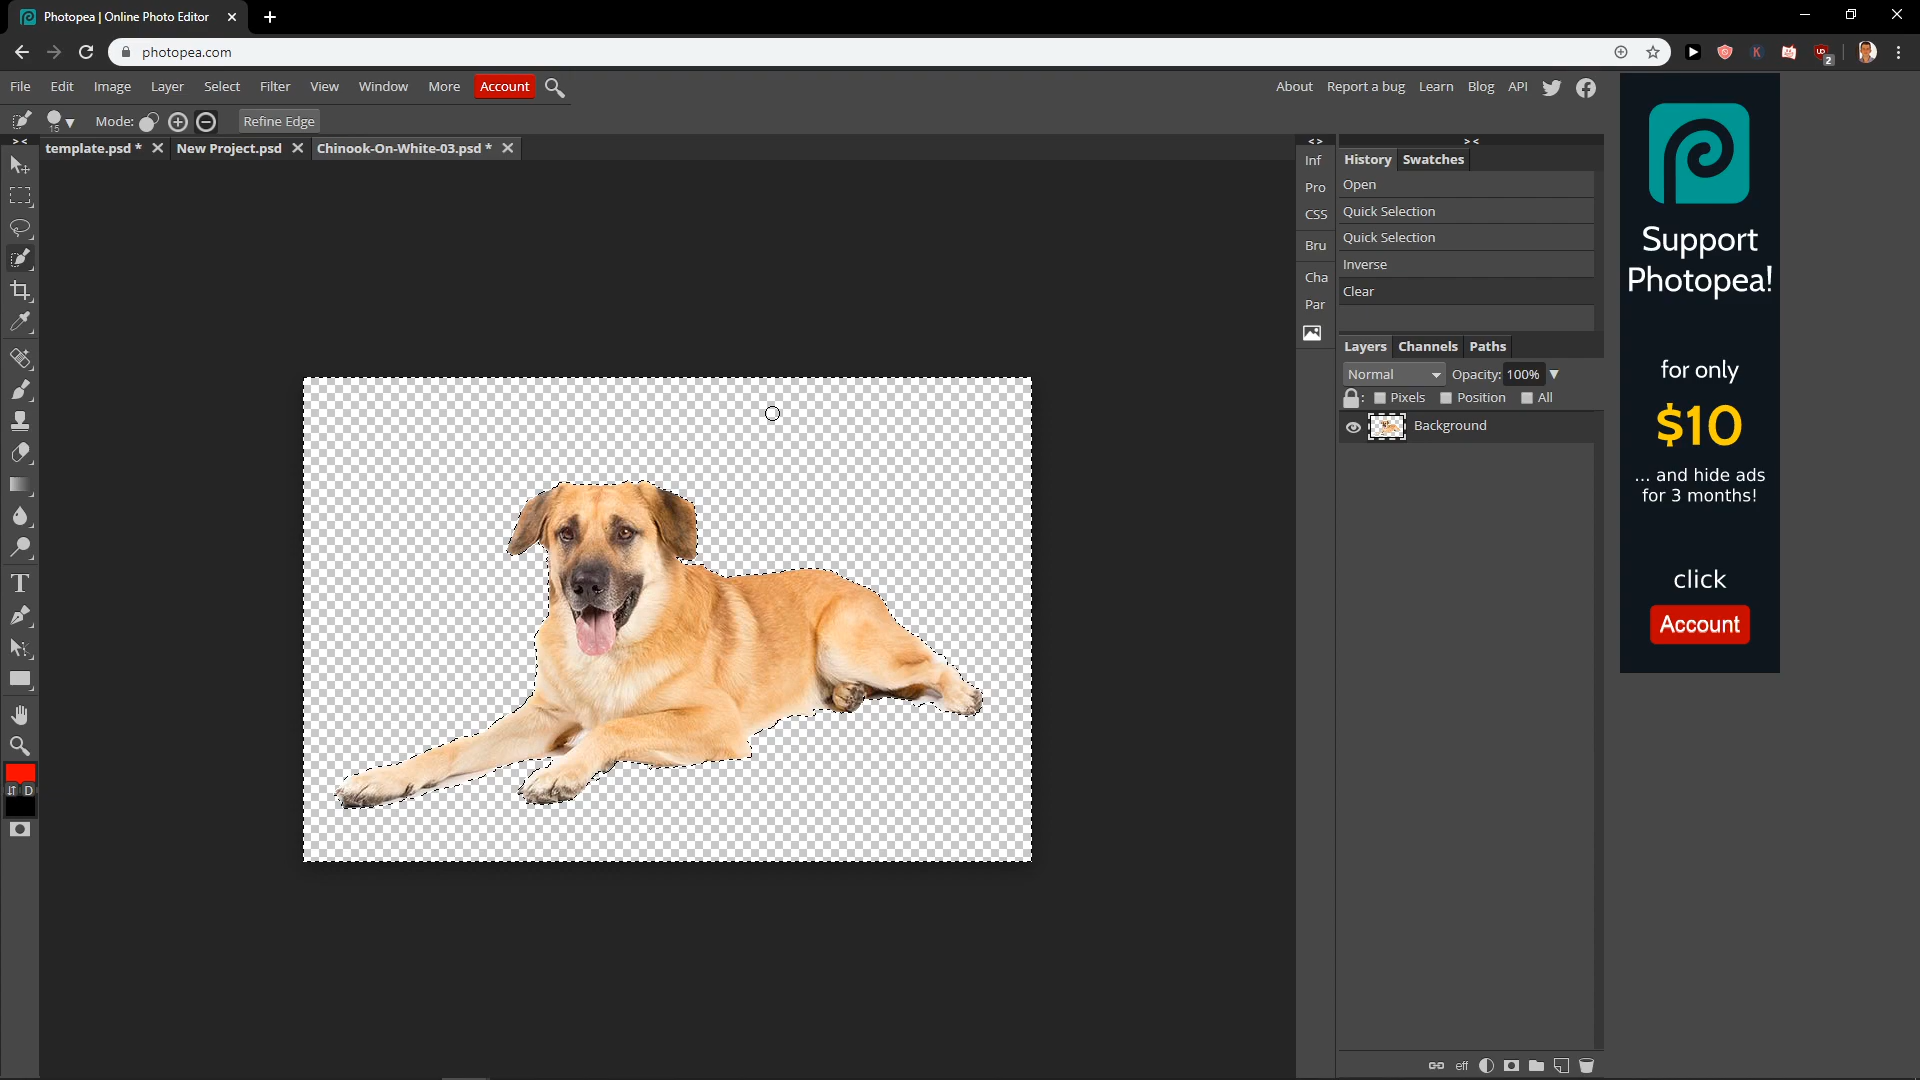 Photopea | Online Photo Editor
photopea.com
2
File Edit Image Layer Select Filter View Window More Account
About Report a bug Learn Blog API
15
Mode:
Refine Edge
template.psd * New Project.psd Chinook-On-White-03.psd *
Inf
Pro
CSS
Bru
Cha
Par
History Swatches
Open
Quick Selection
Quick Selection
Inverse
Clear
Layers Channels Paths
Normal Opacity: 100%
: Pixels Position All
Background
D
eff
Support
Photopea!
for only
$10
... and hide ads
for 3 months!
click
Account